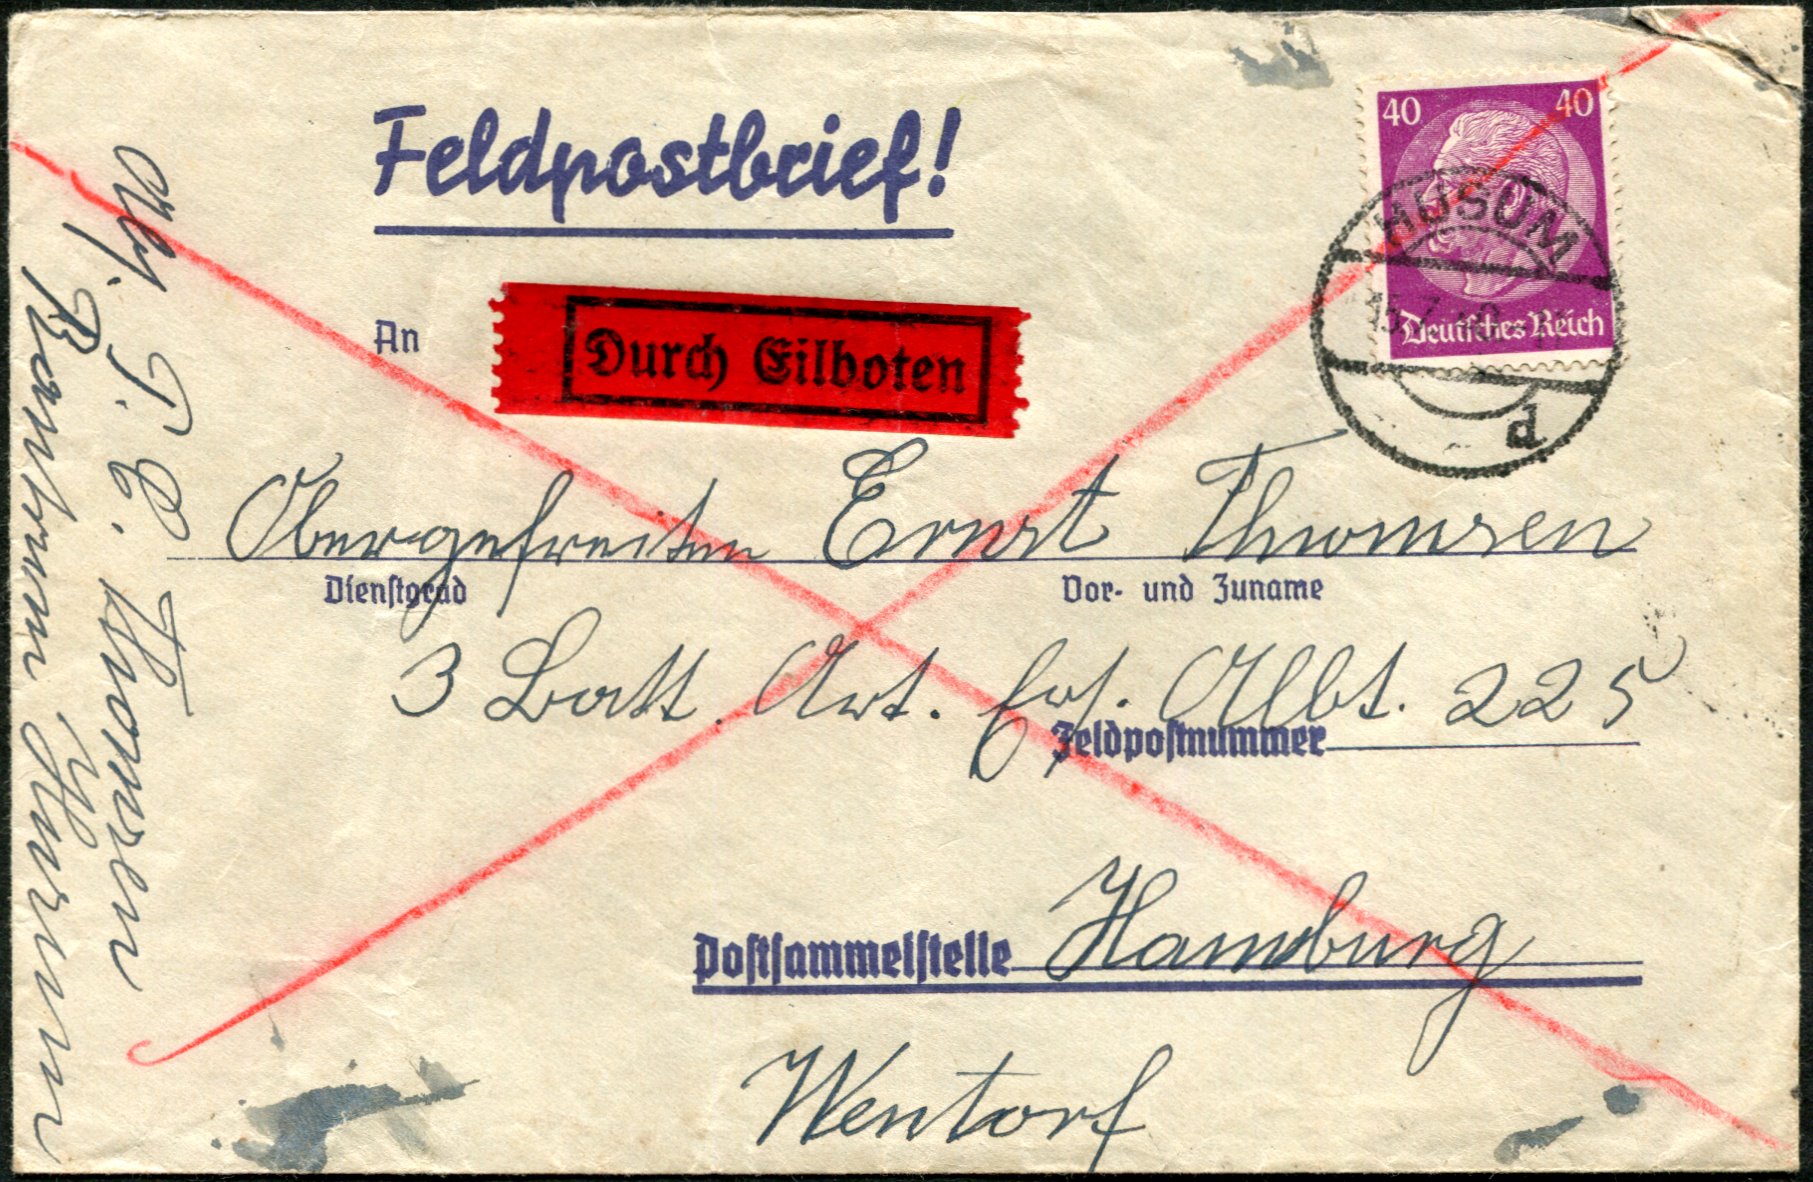 Feldpostbrief!
40 40
Deutsches Reich
HUSUM
d
An
Durch Eilboten
Obergefreiten Ernst Thomsen
Dienstgrad Vor- und Zuname
3 Batt. Art. Ers. Abt. 225
Feldpostnummer
Postsammelstelle Hamburg
Wentorf
Thomsen